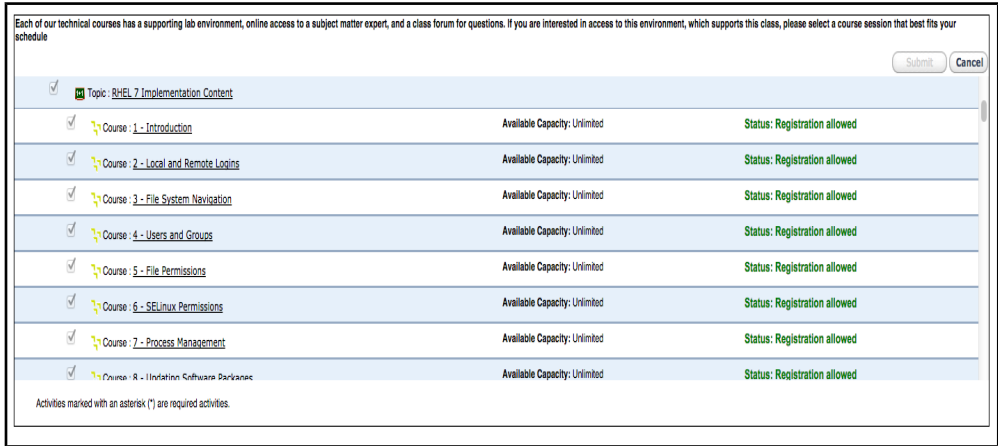 Each of our technical courses has a supporting lab environment, online access to a subject matter expert, and a class forum for questions. If you are interested in access to this environment, which supports this class, please select a course session that best fits your
schedule
Submit Cancel
Topic : RHEL 7 Implementation Content
Course : 1 - Introduction Available Capacity: Unlimited Status: Registration allowed
Course : 2 - Local and Remote Logins Available Capacity: Unlimited Status: Registration allowed
Course : 3 - File System Navigation Available Capacity: Unlimited Status: Registration allowed
Course : 4 - Users and Groups Available Capacity: Unlimited Status: Registration allowed
Course : 5 - File Permissions Available Capacity: Unlimited Status: Registration allowed
Course : 6 - SELinux Permissions Available Capacity: Unlimited Status: Registration allowed
Course : 7 - Process Management Available Capacity: Unlimited Status: Registration allowed
Course : 8 - Updating Software Packages Available Capacity: Unlimited Status: Registration allowed
Activities marked with an asterisk (*) are required activities.